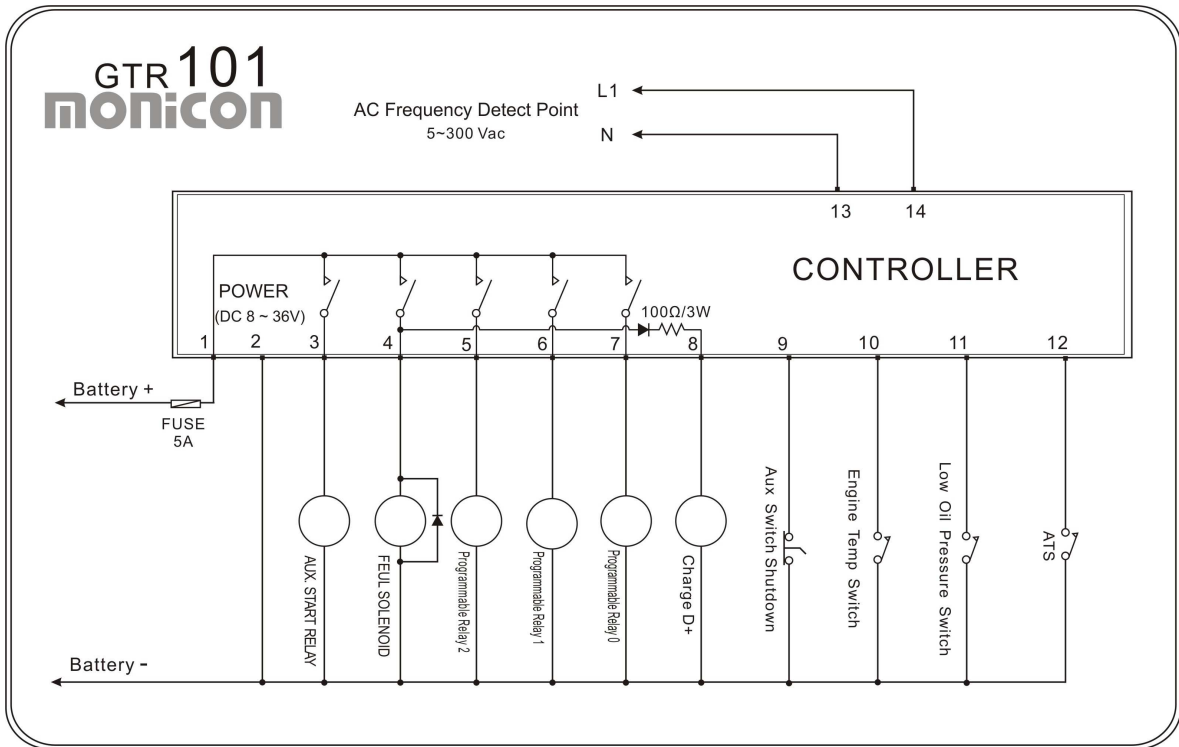 GTR 101
monicon
AC Frequency Detect Point
5~300 Vac
L1
N
13
14
CONTROLLER
POWER
(DC 8 ~ 36V)
100Ω/3W
1
2
3
4
5
6
7
8
9
10
11
12
Battery +
FUSE
5A
AUX. START RELAY
FEUL SOLENOID
Programmable Relay 2
Programmable Relay 1
Programmable Relay 0
Charge D+
Aux Switch Shutdown
Engine Temp Switch
Low Oil Pressure Switch
ATS
Battery -